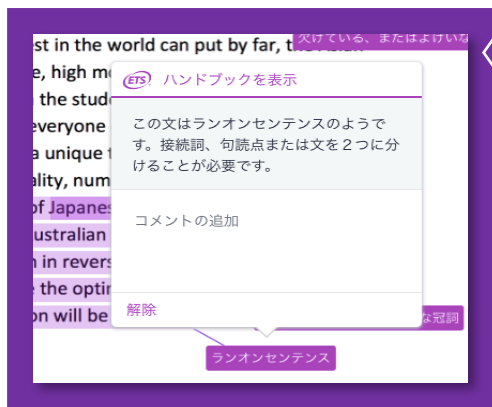 est in the world can put by far, the Asian
欠けている、またはよけいな
e, high
ETS ハンドブックを表示
the stud
everyone
a unique
ality, num
of Japanes
ustralian
in revers
the optin
on will be
この文はランオンセンテンスのようで
す。接続詞、句読点または文を２つに分
けることが必要です。
コメントの追加
解除
な冠詞
ランオンセンテンス